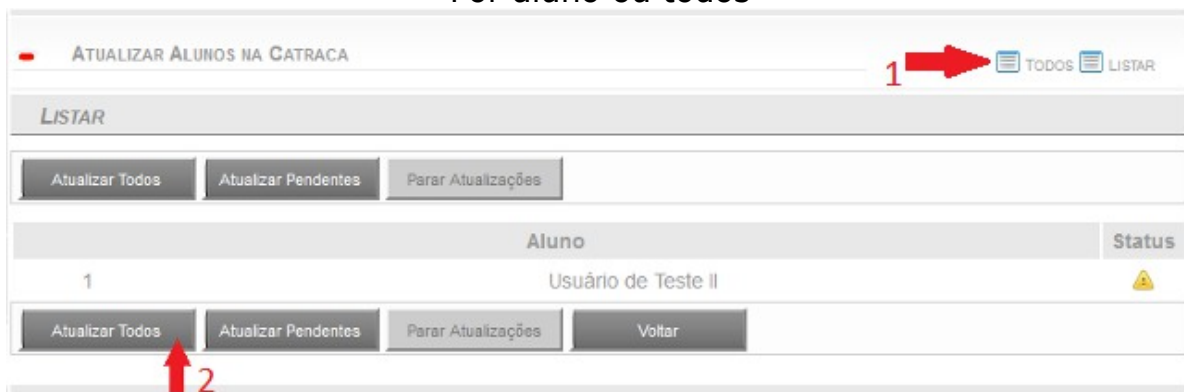 Por aluno ou todos
ATUALIZAR ALUNOS NA CATRACA
1 TODOS LISTAR
LISTAR
Atualizar Todos Atualizar Pendentes Parar Atualizações
Aluno Status
1 Usuário de Teste II
Atualizar Todos Atualizar Pendentes Parar Atualizações Voltar
2